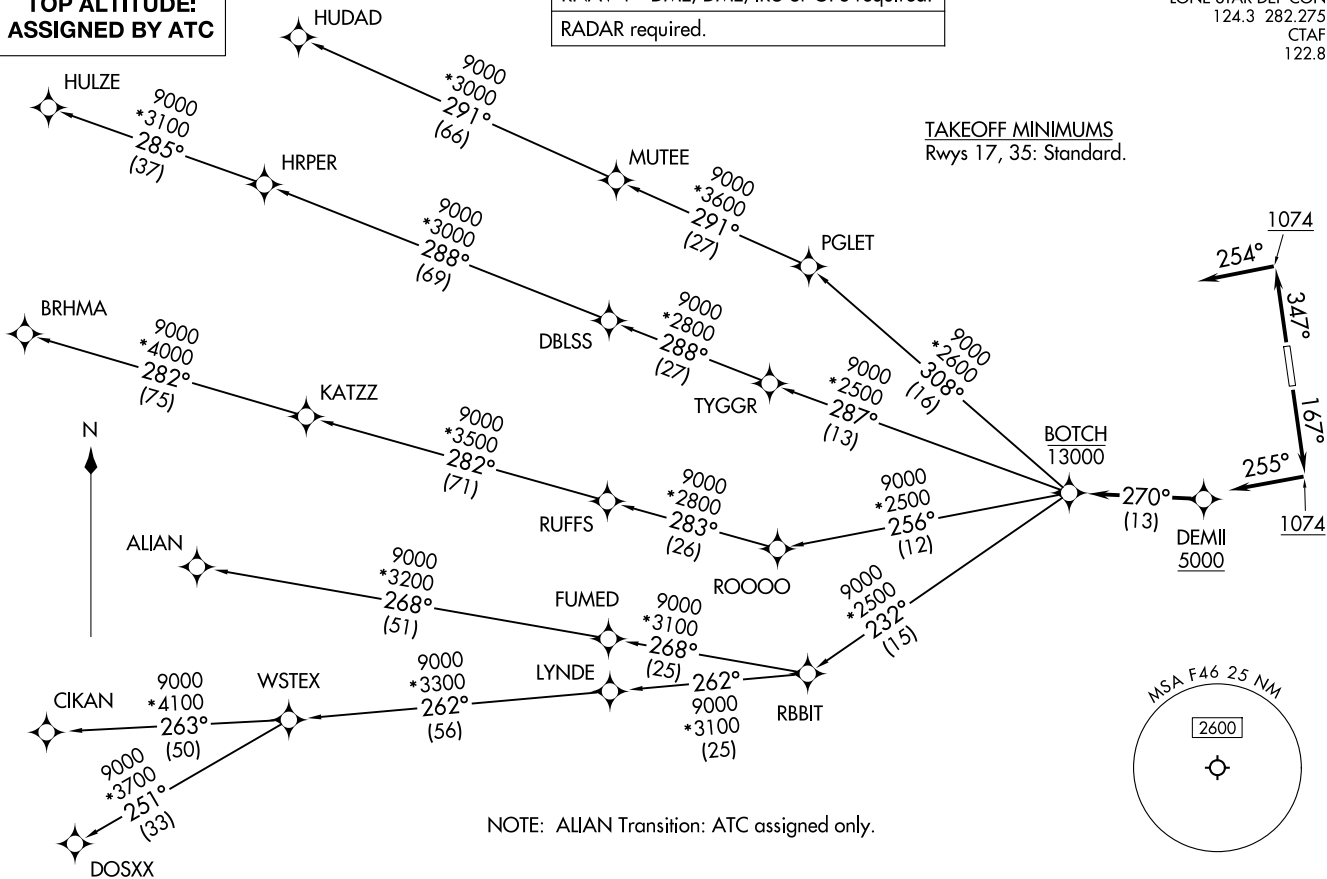 TOP ALTITUDE:
ASSIGNED BY ATC
RADAR required.
124.3 282.275
CTAF
122.8
TAKEOFF MINIMUMS
Rwys 17, 35: Standard.
HUDAD
9000
*3000
291°
(66)
HULZE
9000
*3100
285°
(37)
HRPER
MUTEE
9000
*3600
291°
(27)
PGLET
9000
*3000
288°
(69)
1074
254°
347°
BRHMA
9000
*4000
282°
(75)
DBLSS
9000
*2800
288°
(27)
TYGGR
9000
*2500
287°
(13)
9000
*2600
308°
(16)
167°
KATZZ
N
9000
*3500
282°
(71)
BOTCH
13000
255°
270°
(13)
DEMII
5000
1074
RUFFS
9000
*2800
283°
(26)
ROOOO
9000
*2500
256°
(12)
ALIAN
9000
*3200
268°
(51)
FUMED
9000
*3100
268°
(25)
9000
*2500
232°
(15)
LYNDE
262°
9000
*3100
(25)
RBBIT
CIKAN
9000
*4100
263°
(50)
WSTEX
9000
*3300
262°
(56)
9000
*3700
251°
(33)
DOSXX
MSA F46 25 NM
2600
NOTE: ALIAN Transition: ATC assigned only.